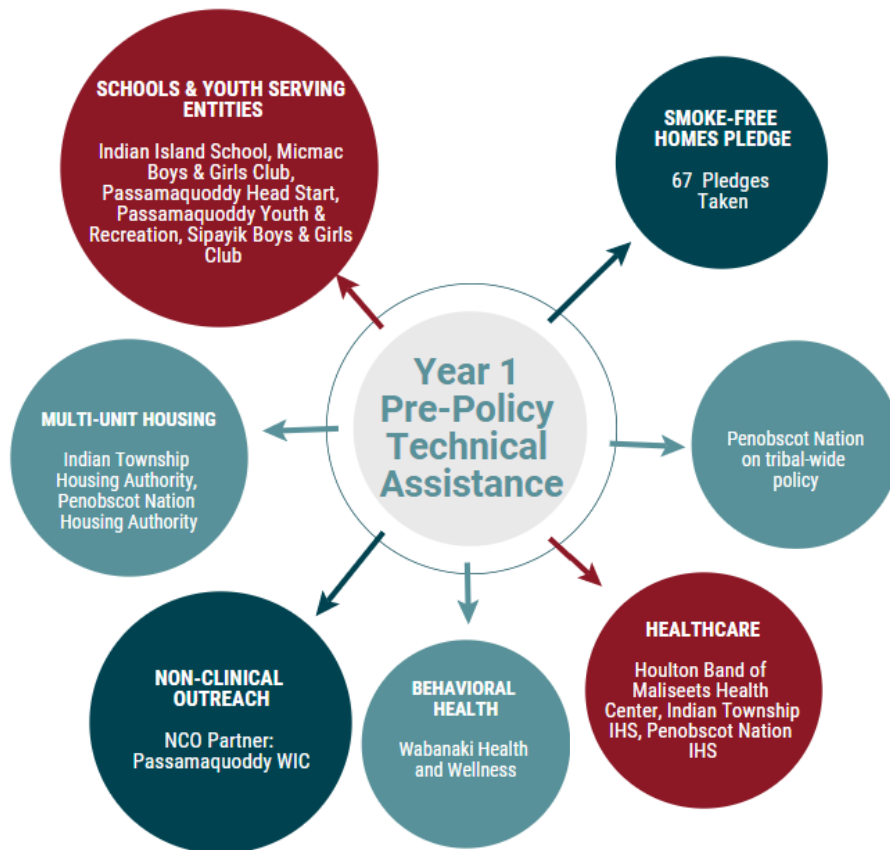 SCHOOLS & YOUTH SERVING
ENTITIES
Indian Island School, Micmac
Boys & Girls Club,
Passamaquoddy Head Start,
Passamaquoddy Youth &
Recreation, Sipayik Boys & Girls
Club
SMOKE-FREE
HOMES PLEDGE
67 Pledges
Taken
Year 1
Pre-Policy
Technical
Assistance
MULTI-UNIT HOUSING
Indian Township
Housing Authority,
Penobscot Nation
Housing Authority
Penobscot Nation
on tribal-wide
policy
NON-CLINICAL
OUTREACH
NCO Partner:
Passamaquoddy WIC
BEHAVIORAL
HEALTH
Wabanaki Health
and Wellness
HEALTHCARE
Houlton Band of
Maliseets Health
Center, Indian Township
IHS, Penobscot Nation
IHS